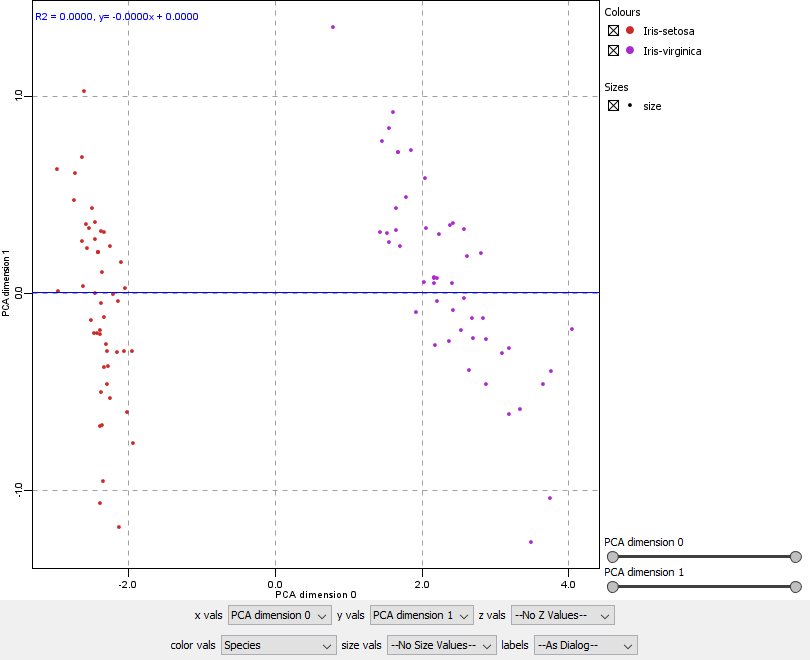 R2 = 0.0000, y= -0.0000x + 0.0000
Colours
Iris-setosa
Iris-virginica
Sizes
size
1.0
0.0
-1.0
PCA dimension 1
-2.0
0.0
2.0
4.0
PCA dimension 0
PCA dimension 0
PCA dimension 1
x vals PCA dimension 0 y vals PCA dimension 1 z vals --No Z Values--
color vals Species size vals --No Size Values-- labels --As Dialog--